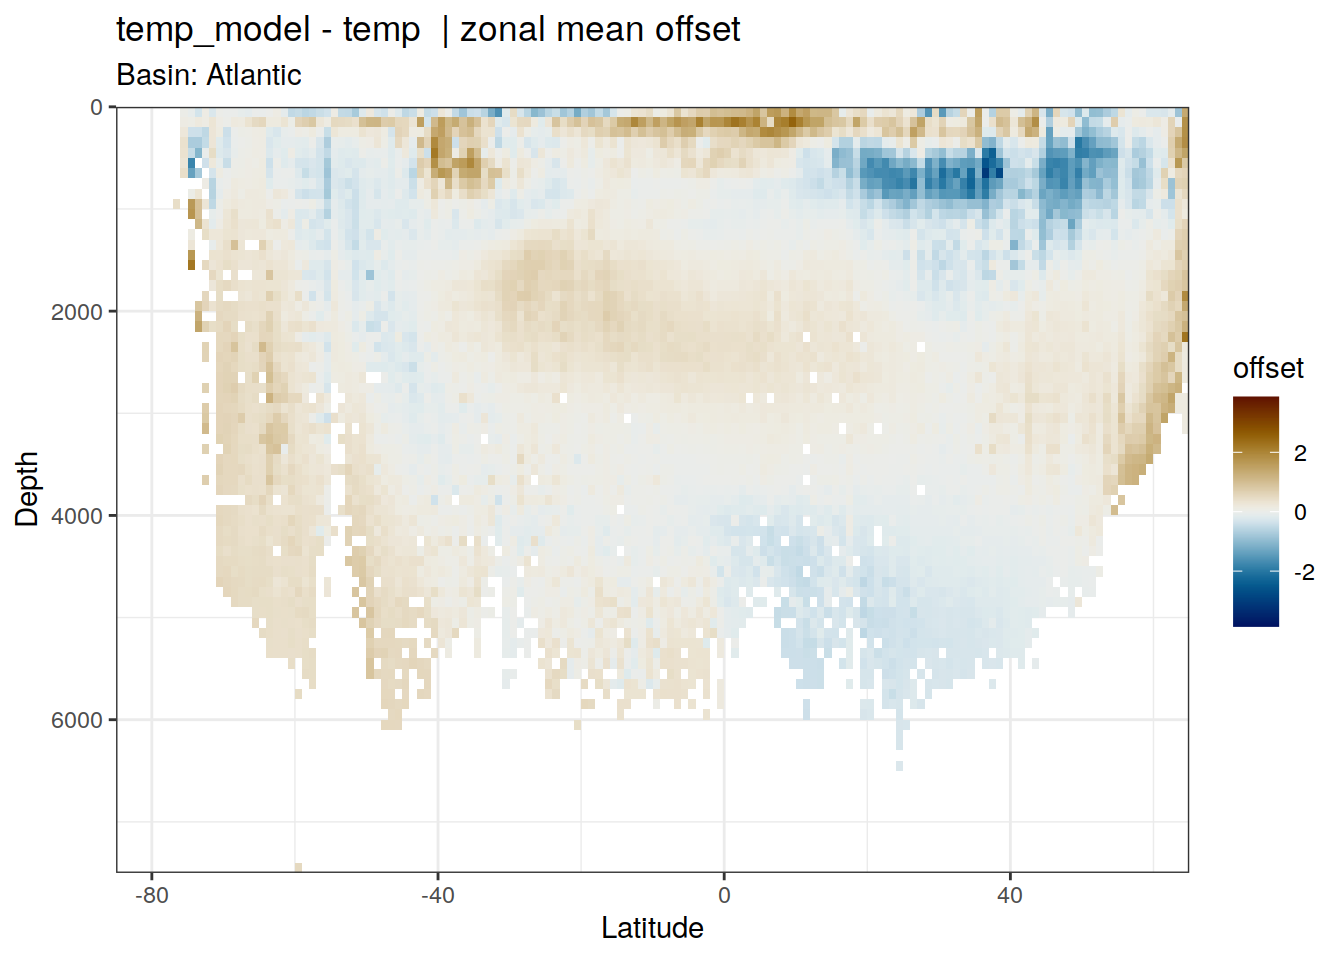 temp_model - temp  | zonal mean offset
Basin: Atlantic
0
2000
4000
6000
Depth
-80
-40
0
40
Latitude
offset
2
0
-2